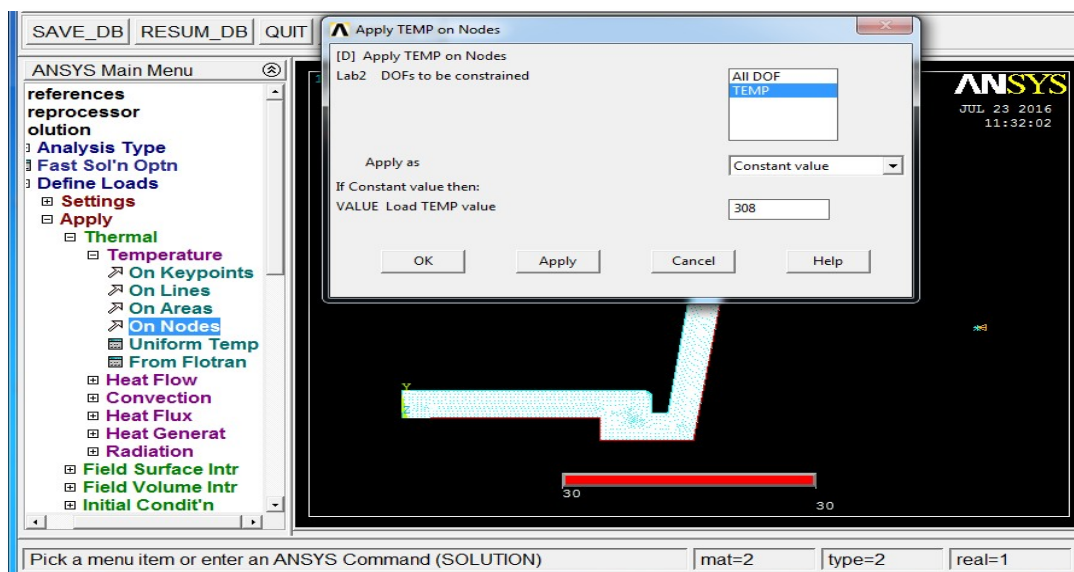 SAVE_DB RESUM_DB QUIT
ANSYS Main Menu
references
reprocessor
olution
Analysis Type
Fast Sol'n Optn
Define Loads
Settings
Apply
Thermal
Temperature
On Keypoints
On Lines
On Areas
On Nodes
Uniform Temp
From Flotran
Heat Flow
Convection
Heat Flux
Heat Generat
Radiation
Field Surface Intr
Field Volume Intr
Initial Condit'n
Apply TEMP on Nodes
[D] Apply TEMP on Nodes
Lab2 DOFs to be constrained
All DOF
TEMP
Apply as
Constant value
If Constant value then:
VALUE Load TEMP value
308
OK Apply Cancel Help
ANSYS
JUL 23 2016
11:32:02
Y
Z
30
30
Pick a menu item or enter an ANSYS Command (SOLUTION) mat=2 type=2 real=1